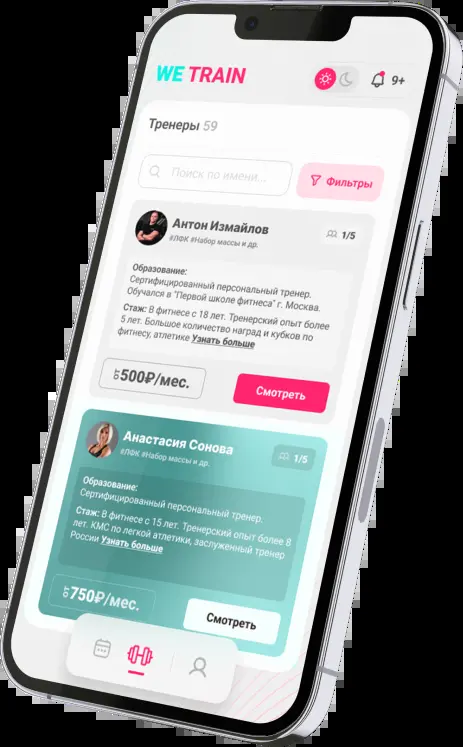 WE TRAIN
9+
Тренеры 59
Поиск по имени...
Фильтры
Антон Измайлов
#ЛФК #Набор массы и др.
1/5
Образование:
Сертифицированный персональный тренер.
Обучался в "Первой школе фитнеса" г. Москва.
Стаж: В фитнесе с 18 лет. Тренерский опыт более
5 лет. Большое количество наград и кубков по
фитнесу, атлетике Узнать больше
от 500₽/мес.
Смотреть
Анастасия Сонова
#ЛФК #Набор массы и др.
1/5
Образование:
Сертифицированный персональный тренер.
Стаж: В фитнесе с 15 лет. Тренерский опыт более 8
лет. КМС по легкой атлетики, заслуженный тренер
России Узнать больше
от 750₽/мес.
Смотреть